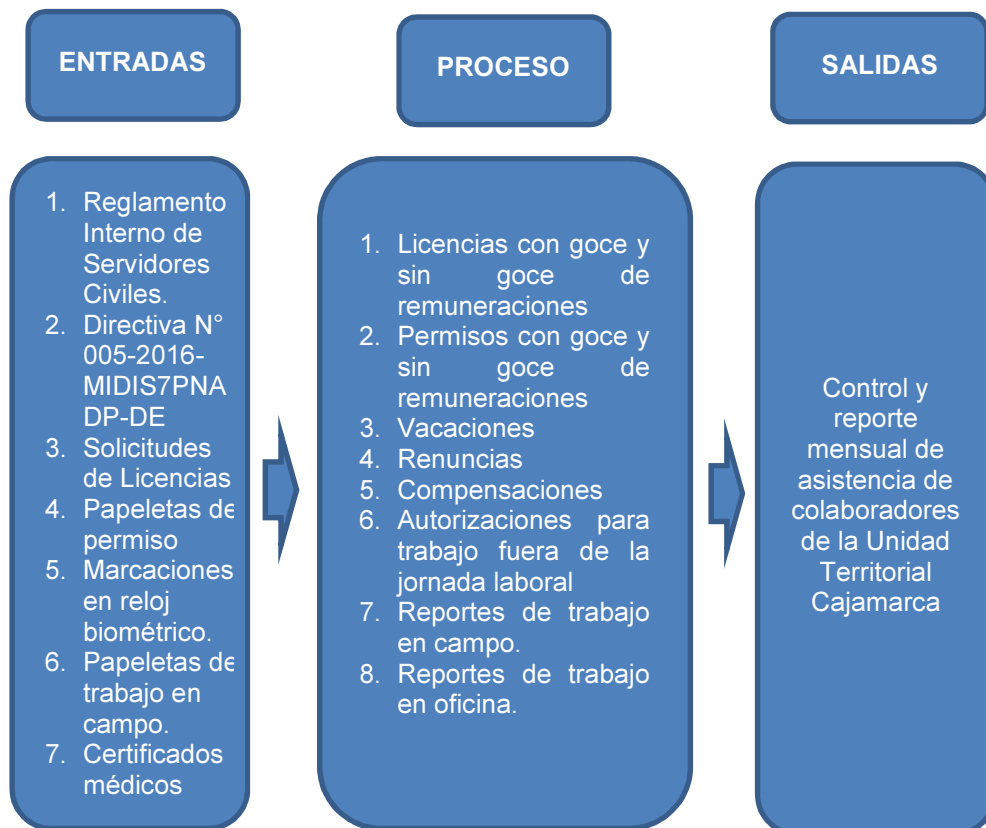 ENTRADAS
PROCESO
SALIDAS
1. Reglamento
Interno de
Servidores
Civiles.
2. Directiva N°
005-2016-
MIDIS7PNA
DP-DE
3. Solicitudes
de Licencias
4. Papeletas de
permiso
5. Marcaciones
en reloj
biométrico.
6. Papeletas de
trabajo en
campo.
7. Certificados
médicos
1. Licencias con goce y
sin goce de
remuneraciones
2. Permisos con goce y
sin goce de
remuneraciones
3. Vacaciones
4. Renuncias
5. Compensaciones
6. Autorizaciones para
trabajo fuera de la
jornada laboral
7. Reportes de trabajo
en campo.
8. Reportes de trabajo
en oficina.
Control y
reporte
mensual de
asistencia de
colaboradores
de la Unidad
Territorial
Cajamarca